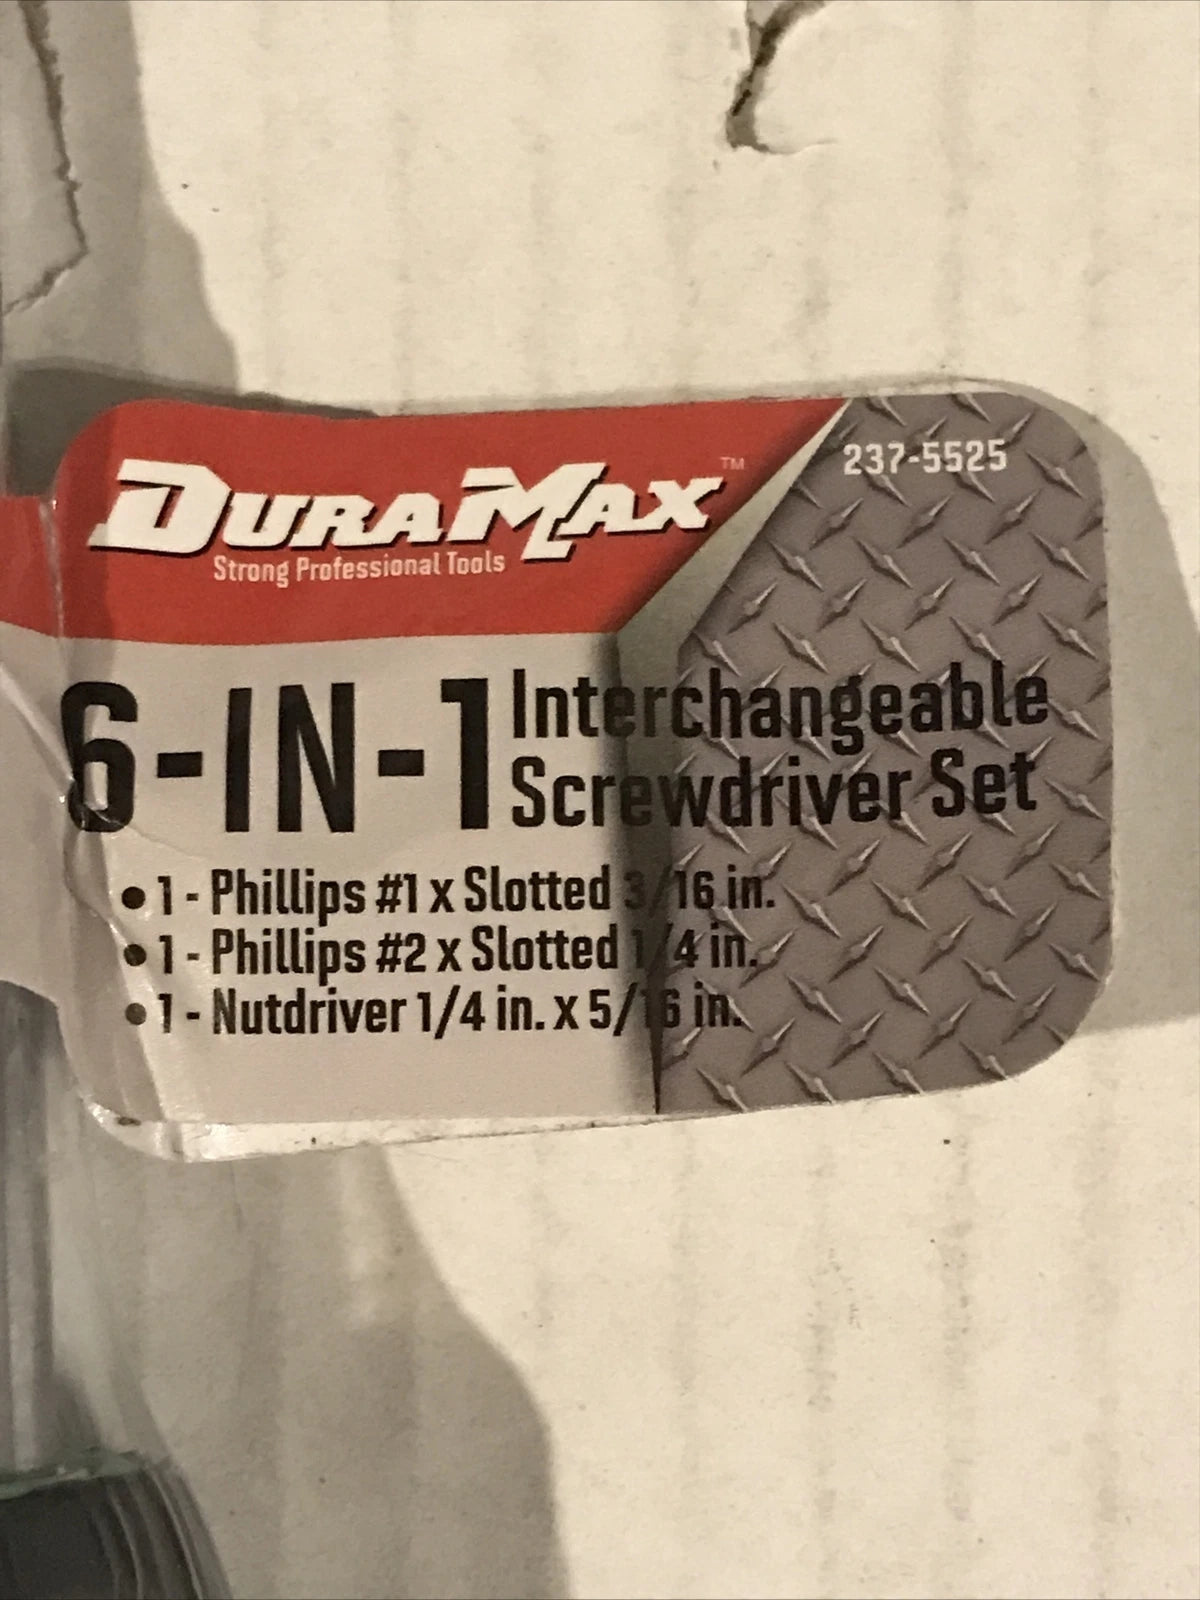 DURAMAX™
Strong Professional Tools
237-5525
6-IN-1 Interchangeable
Screwdriver Set
• 1 - Phillips #1 x Slotted 3/16 in.
• 1 - Phillips #2 x Slotted 1/4 in.
• 1 - Nutdriver 1/4 in. x 5/16 in.